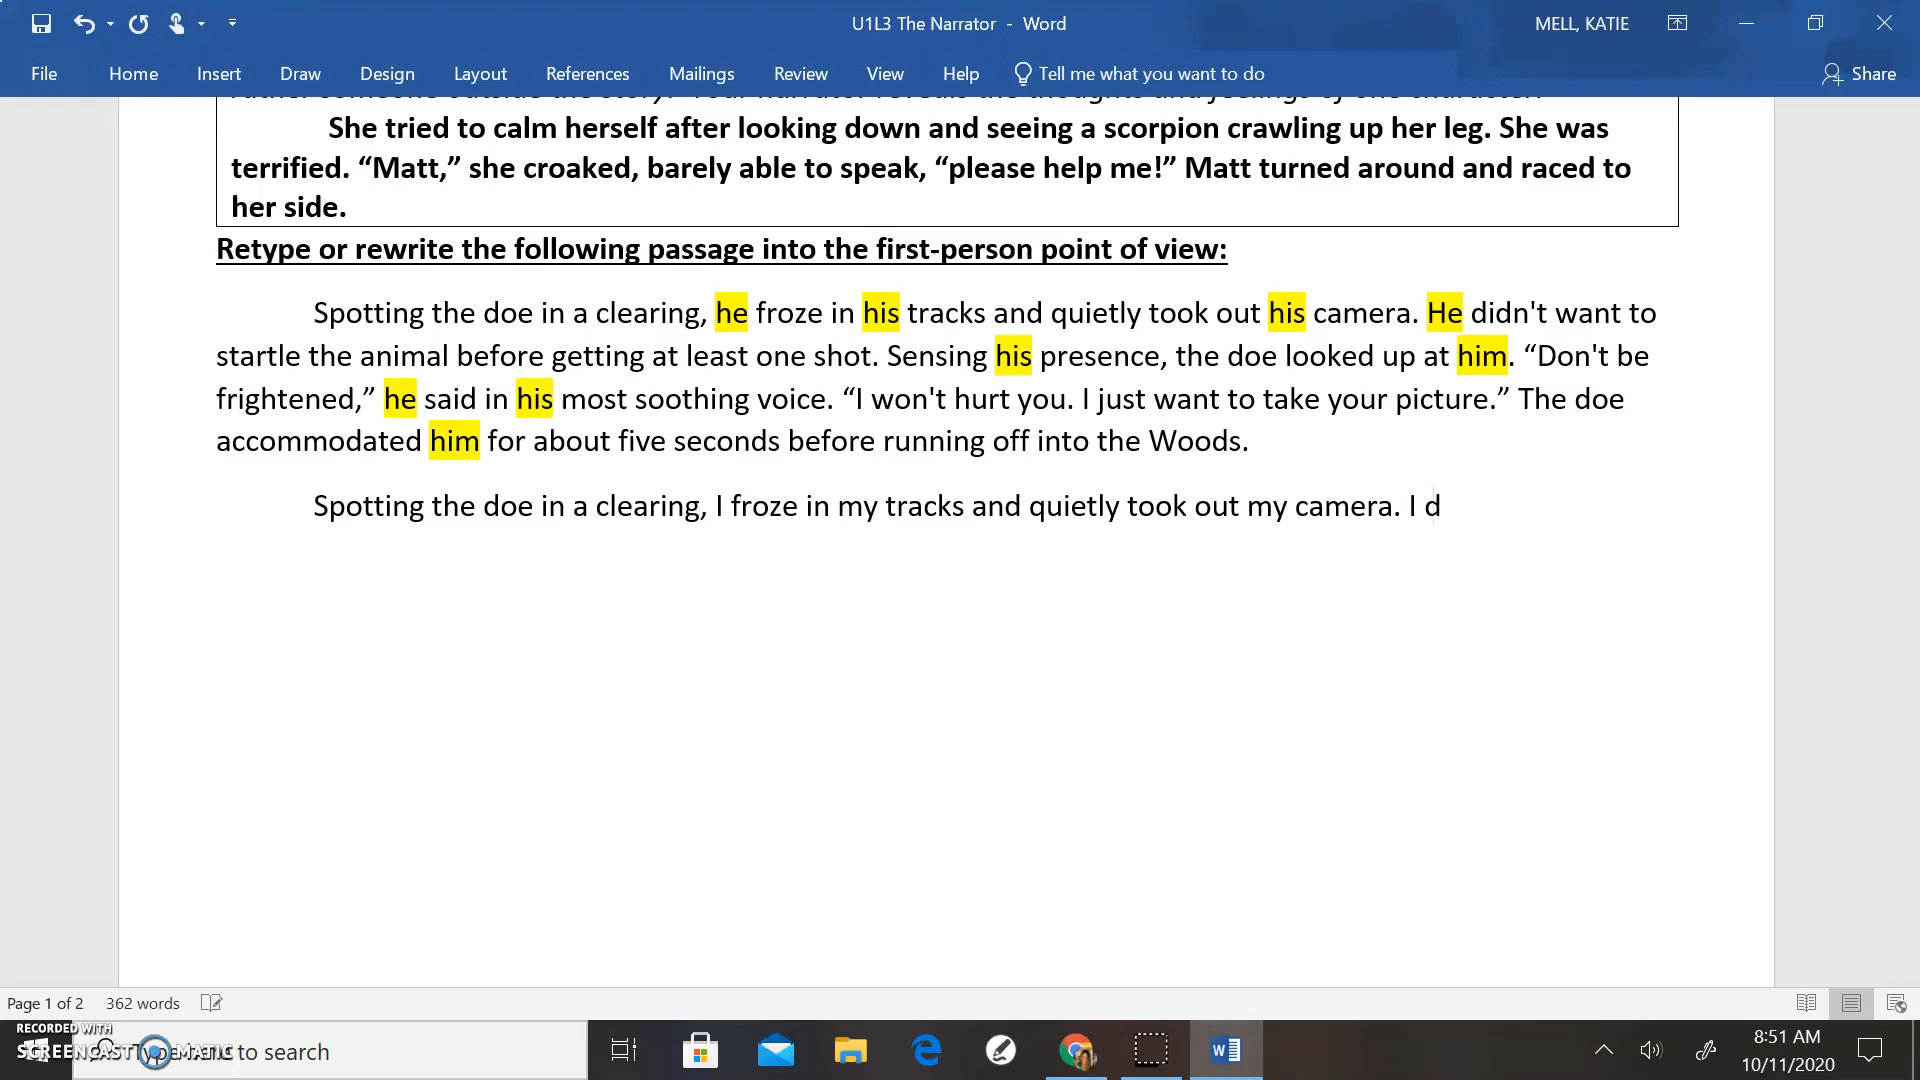 U1L3 The Narrator - Word
MELL, KATIE
File Home Insert Draw Design Layout References Mailings Review View Help Tell me what you want to do Share
She tried to calm herself after looking down and seeing a scorpion crawling up her leg. She was
terrified. “Matt,” she croaked, barely able to speak, “please help me!” Matt turned around and raced to
her side.
Retype or rewrite the following passage into the first-person point of view:
Spotting the doe in a clearing, he froze in his tracks and quietly took out his camera. He didn't want to
startle the animal before getting at least one shot. Sensing his presence, the doe looked up at him. “Don't be
frightened,” he said in his most soothing voice. “I won't hurt you. I just want to take your picture.” The doe
accommodated him for about five seconds before running off into the Woods.
Spotting the doe in a clearing, I froze in my tracks and quietly took out my camera. I d
Page 1 of 2 362 words
RECORDED WITH
SCREENCAST MATIC
to search
8:51 AM
10/11/2020